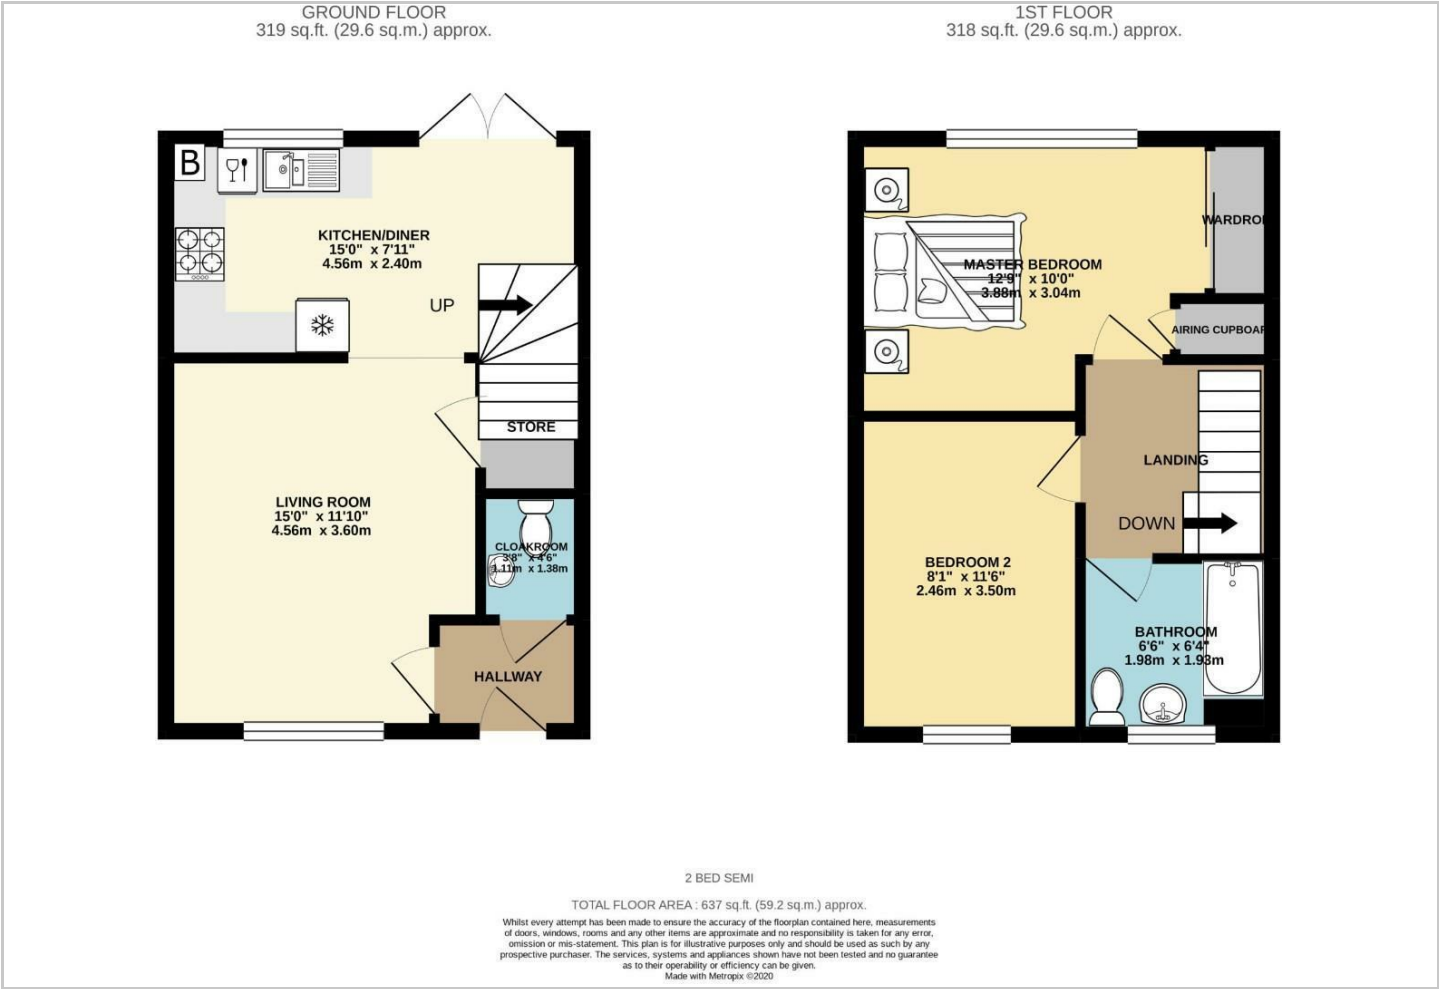 GROUND FLOOR
319 sq.ft. (29.6 sq.m.) approx.
B
KITCHEN/DINER
15'0" x 7'11"
4.56m x 2.40m
UP
STORE
LIVING ROOM
15'0" x 11'10"
4.56m x 3.60m
CLOAKROOM
3'8" x 4'6"
1.11m x 1.38m
HALLWAY
1ST FLOOR
318 sq.ft. (29.6 sq.m.) approx.
WARDROB
MASTER BEDROOM
12'9" x 10'0"
3.88m x 3.04m
AIRING CUPBOAR
LANDING
DOWN
BEDROOM 2
8'1" x 11'6"
2.46m x 3.50m
BATHROOM
6'6" x 6'4"
1.98m x 1.93m
2 BED SEMI
TOTAL FLOOR AREA : 637 sq.ft. (59.2 sq.m.) approx.
Whilst every attempt has been made to ensure the accuracy of the floorplan contained here, measurements
of doors, windows, rooms and any other items are approximate and no responsibility is taken for any error,
omission or mis-statement. This plan is for illustrative purposes only and should be used as such by any
prospective purchaser. The services, systems and appliances shown have not been tested and no guarantee
as to their operability or efficiency can be given.
Made with Metropix ©2020